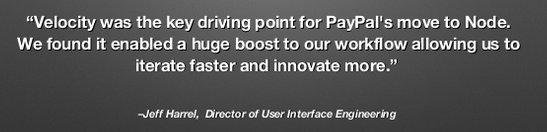 “Velocity was the key driving point for PayPal's move to Node.
We found it enabled a huge boost to our workflow allowing us to
iterate faster and innovate more.”
–Jeff Harrel, Director of User Interface Engineering